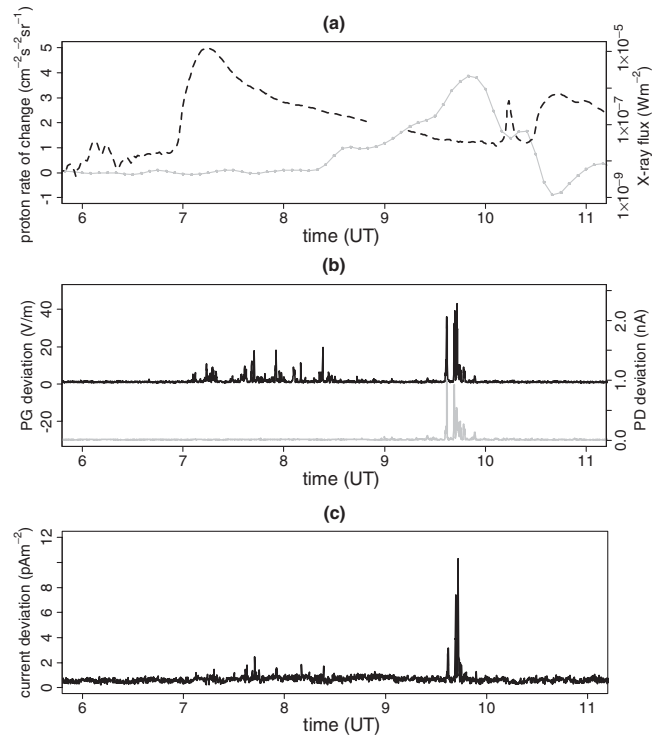 (a)
proton rate of change (cm⁻²s⁻²sr⁻¹)
5
4
3
2
1
0
-1
1×10⁻⁵
1×10⁻⁷
1×10⁻⁹
X-ray flux (Wm⁻²)
6 7 8 9 10 11
time (UT)
(b)
PG deviation (V/m)
40
20
0
-20
2.0
1.0
0.0
PD deviation (nA)
6 7 8 9 10 11
time (UT)
(c)
current deviation (pAm⁻²)
12
10
8
6
4
2
0
6 7 8 9 10 11
time (UT)